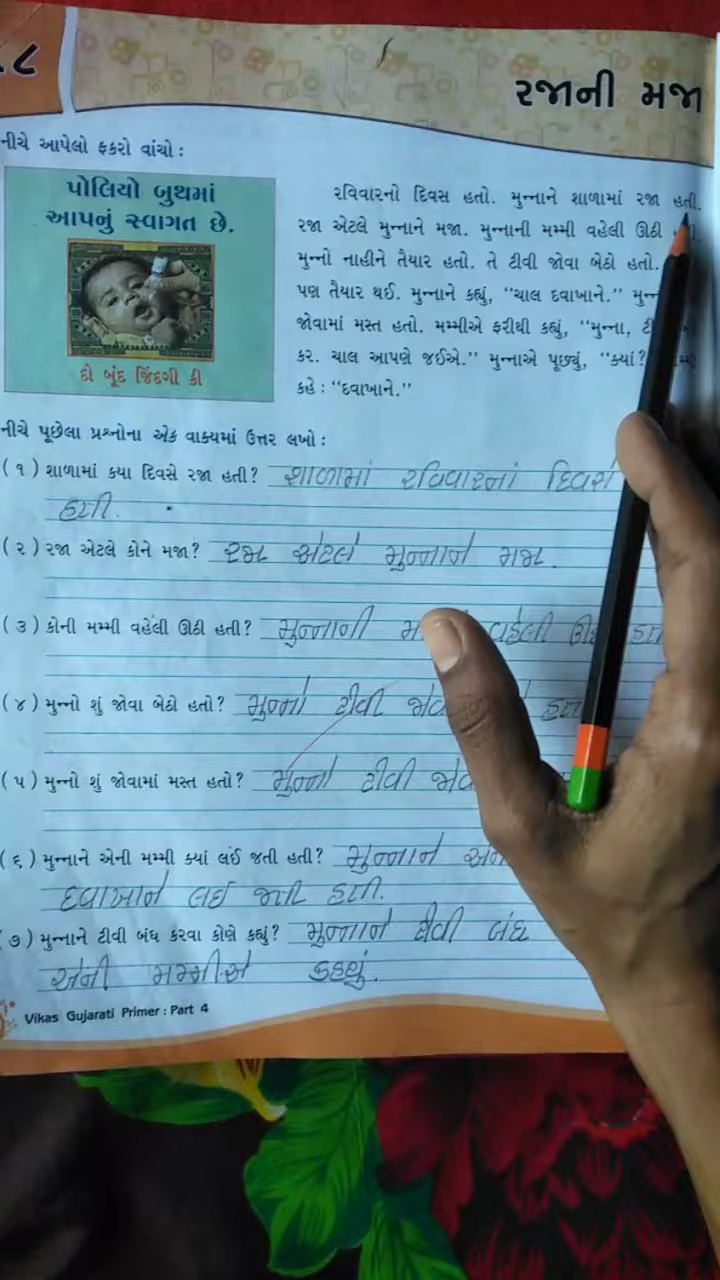 ૮
રજાની મજા
નીચે આપેલો ફકરો વાંચો :
પોલિયો બુથમાં
આપનું સ્વાગત છે.
દો બૂંદ જિંદગી કી
રવિવારનો દિવસ હતો. મુન્નાને શાળામાં રજા હતી.
રજા એટલે મુન્નાને મજા. મુન્નાની મમ્મી વહેલી ઊઠી
મુન્નો નાહીને તૈયાર હતો. તે ટીવી જોવા બેઠો હતો.
પણ તૈયાર થઈ. મુન્નાને કહ્યું, “ચાલ દવાખાને.”
જોવામાં મસ્ત હતો. મમ્મીએ ફરીથી કહ્યું, “મુન્ના,
કર. ચાલ આપણે જઈએ.” મુન્નાએ પૂછ્યું, “ક્યાં?
કહે : “દવાખાને.”
નીચે પૂછેલા પ્રશ્નોના એક વાક્યમાં ઉત્તર લખો :
(૧) શાળામાં કયા દિવસે રજા હતી? શાળામાં રવિવારનાં દિવસે
હતી.
(૨) રજા એટલે કોને મજા? રજા એટલે મુન્નાને મજા.
(૩) કોની મમ્મી વહેલી ઊઠી હતી? મુન્નાની વહેલી
(૪) મુન્નો શું જોવા બેઠો હતો? મુન્નો ટીવી
(૫) મુન્નો શું જોવામાં મસ્ત હતો? મુન્નો ટીવી
(૬) મુન્નાને એની મમ્મી ક્યાં લઈ જતી હતી? મુન્નાને
દવાખાને લઈ જતી હતી.
૭) મુન્નાને ટીવી બંધ કરવા કોણે કહ્યું? મુન્નાને ટીવી બંધ
એની મમ્મીએ કહ્યું.
Vikas Gujarati Primer : Part 4